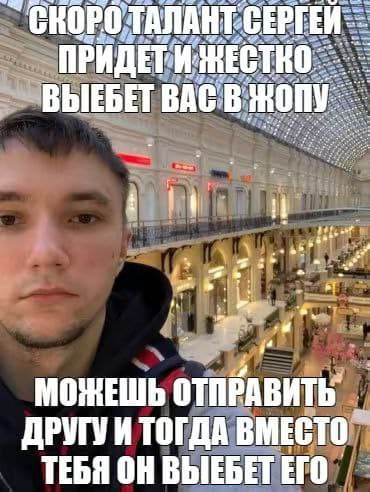 СКОРО ТАЛАНТ СЕРГЕЙ
ПРИДЕТ И ЖЕСТКО
ВЫЕБЕТ ВАС В ЖОПУ
МОЖЕШЬ ОТПРАВИТЬ
ДРУГУ И ТОГДА ВМЕСТО
ТЕБЯ ОН ВЫЕБЕТ ЕГО